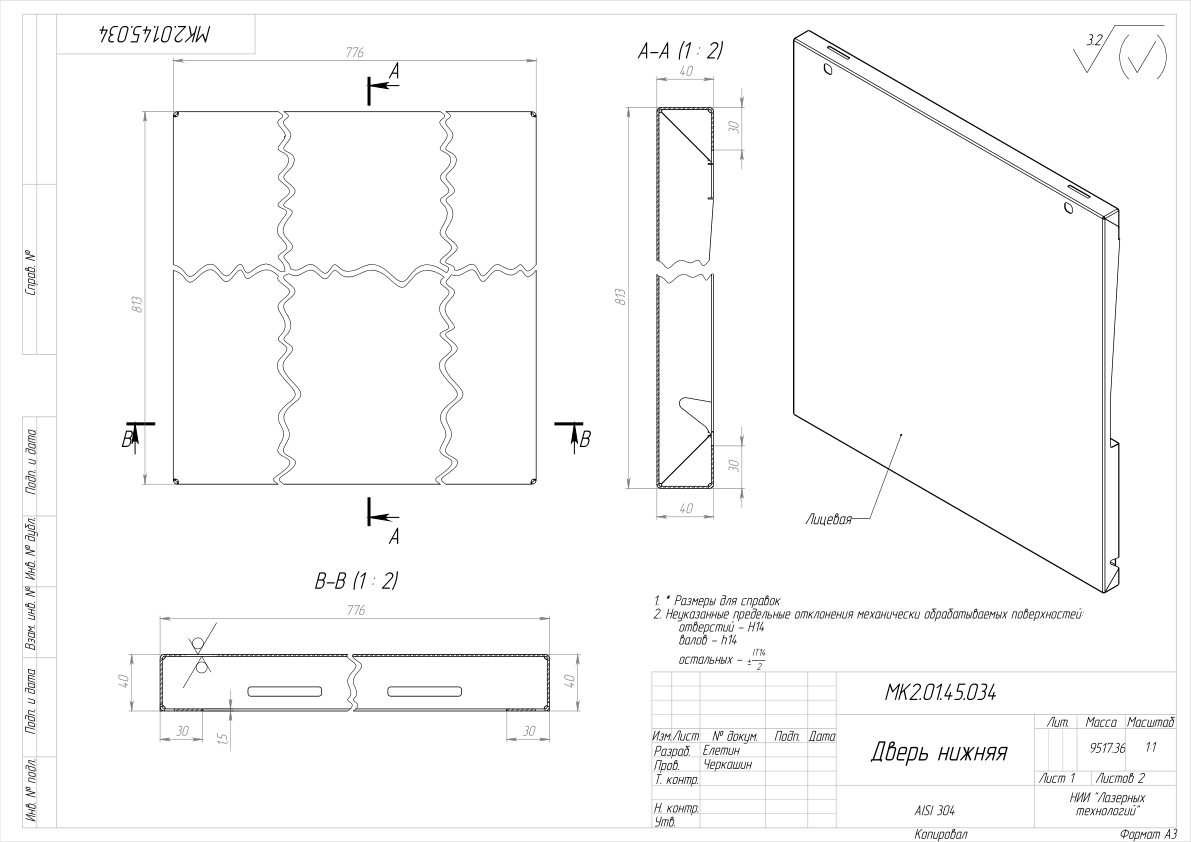 МК2.01.45.034
776
А
813
В
В
А
А-А (1 : 2)
40
30
813
30
40
3.2
Лицевая
В-В (1 : 2)
776
40
40
30
1,5
30
1. * Размеры для справок
2. Неуказанные предельные отклонения механически обрабатываемых поверхностей:
отверстий - H14
валов - h14
остальных - ± IT14
2
МК2.01.45.034
Изм. Лист № докум. Подп. Дата
Разраб. Елетин
Пров. Черкашин
Т. контр.
Н. контр.
Утв.
Дверь нижняя
Лит. Масса Масштаб
9517.36 1:1
Лист 1 Листов 2
AISI 304
НИИ "Лазерных
технологий"
Копировал Формат А3
Справ. №
Подп. и дата
Инв. № дубл.
Взам. инв. №
Подп. и дата
Инв. № подл.